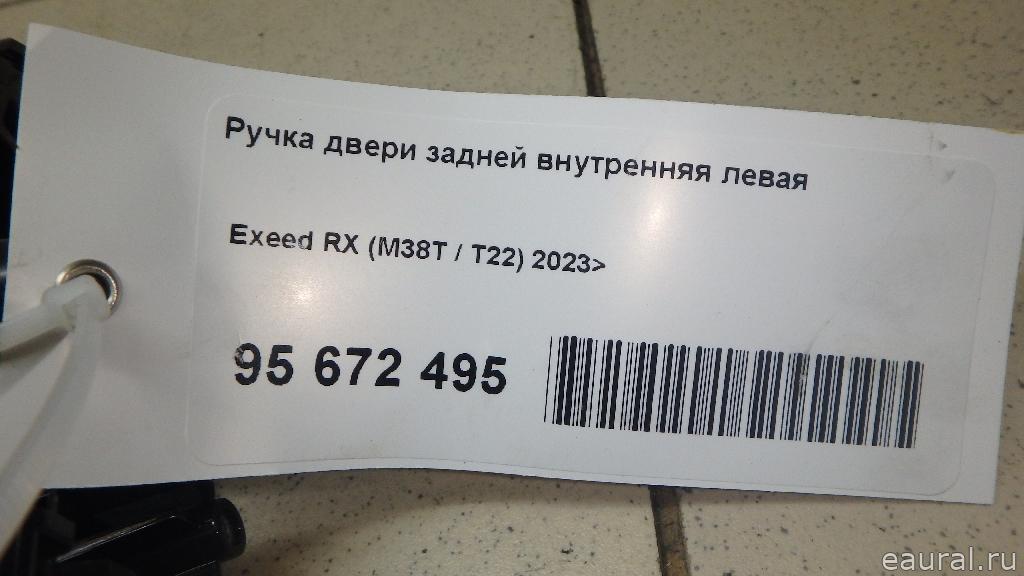 Ручка двери задней внутренняя левая
Exeed RX (M38T / T22) 2023>
95 672 495
eaural.ru